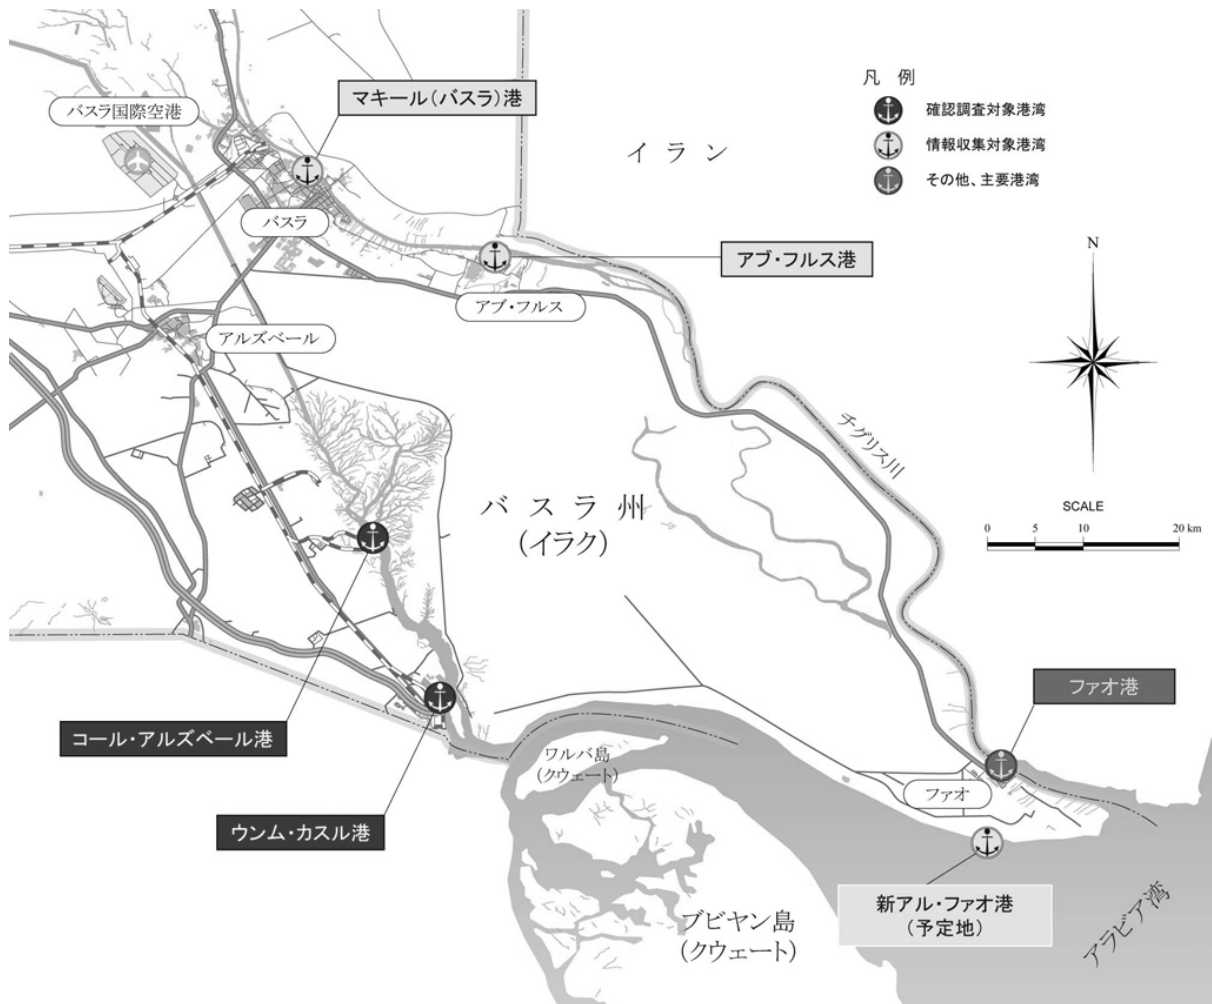 凡 例
確認調査対象港湾
情報収集対象港湾
その他、主要港湾
マキール(バスラ)港
バスラ国際空港
イラン
バスラ
アブ・フルス港
アブ・フルス
アルズベール
N
チグリス川
バスラ州
(イラク)
SCALE
0 5 10 20 km
ファオ港
コール・アルズベール港
ワルバ島
(クウェート)
ファオ
ウンム・カスル港
新アル・ファオ港
(予定地)
ブビヤン島
(クウェート)
アラビア湾